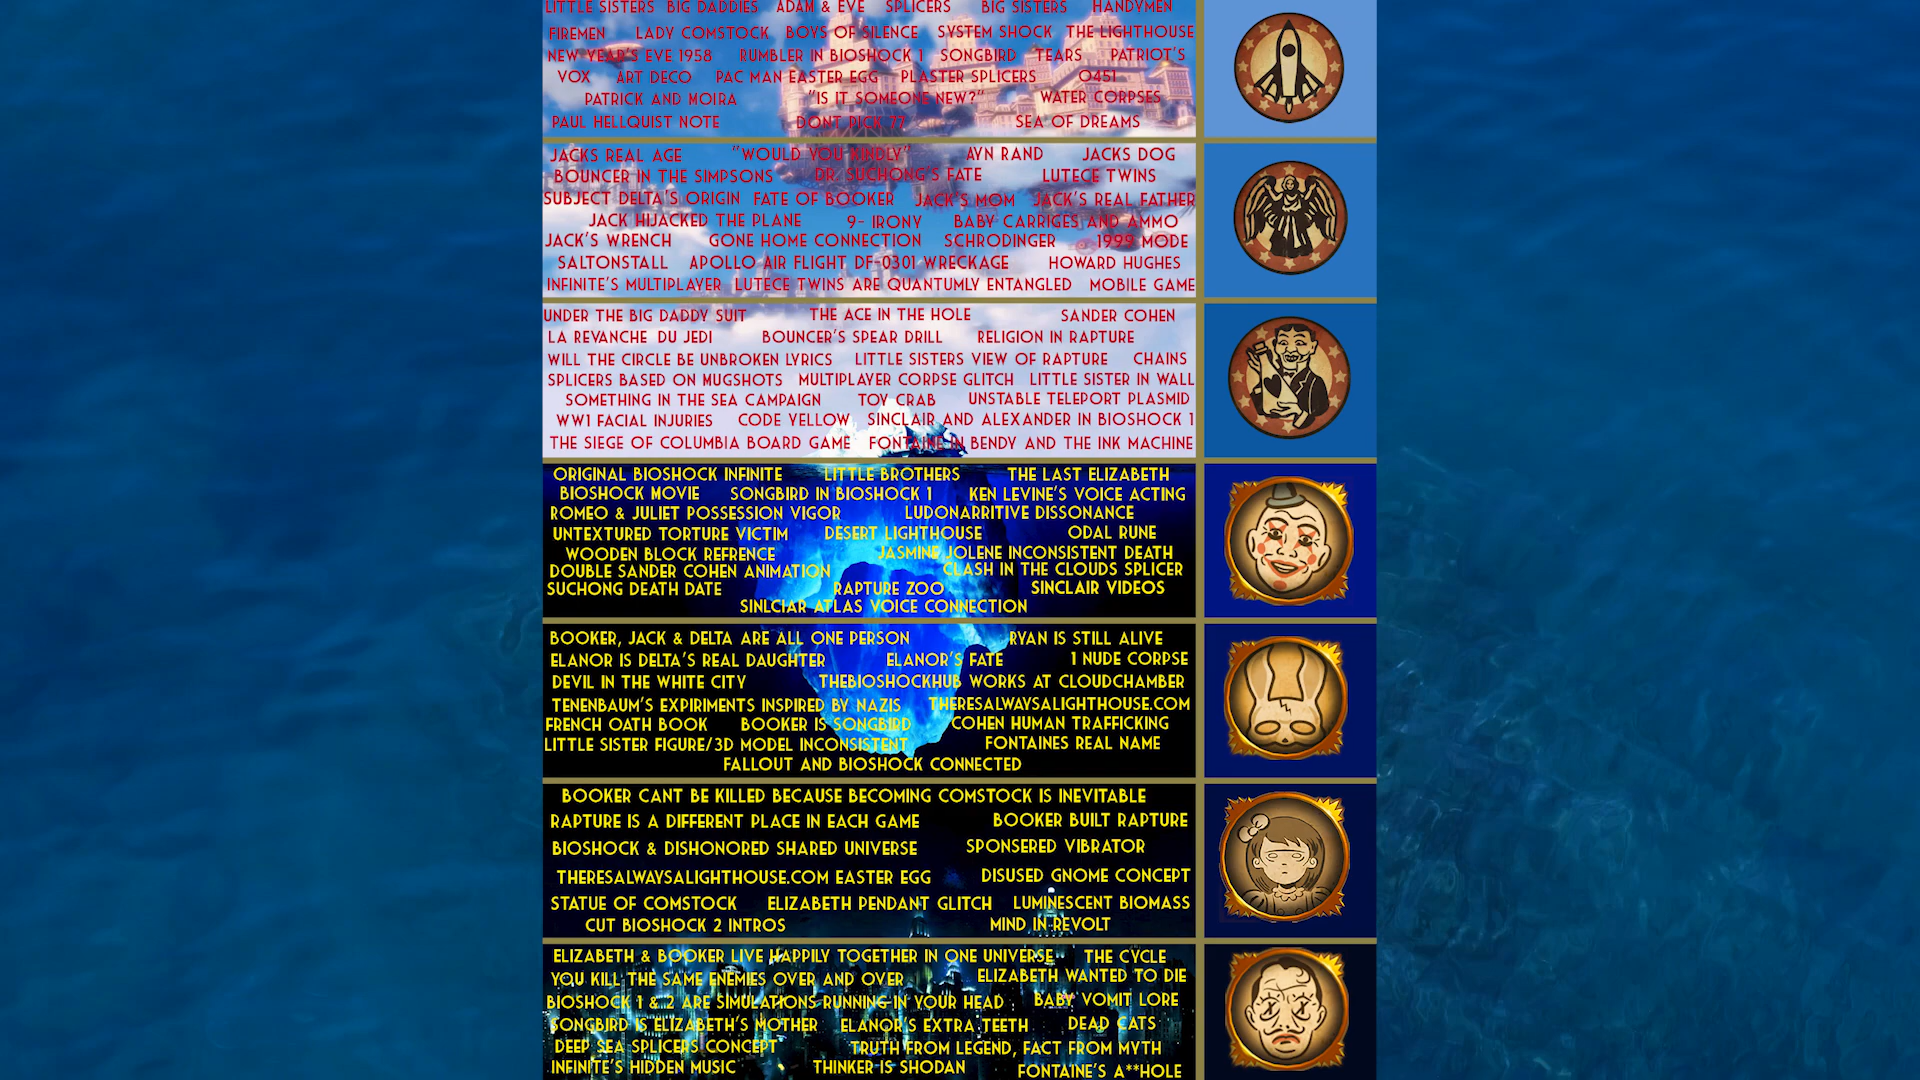 LITTLE SISTERS BIG DADDIES ADAM & EVE SPLICERS BIG SISTERS HANDYMEN
FIREMEN LADY COMSTOCK BOYS OF SILENCE SYSTEM SHOCK THE LIGHTHOUSE
NEW YEAR'S EVE 1958 RUMBLER IN BIOSHOCK 1 SONGBIRD TEARS PATRIOT'S
VOX ART DECO PAC MAN EASTER EGG PLASTER SPLICERS 0451
PATRICK AND MOIRA "IS IT SOMEONE NEW?" WATER CORPSES
PAUL HELLQUIST NOTE DONT PICK 77 SEA OF DREAMS
JACKS REAL AGE "WOULD YOU KINDLY" AYN RAND JACKS DOG
BOUNCER IN THE SIMPSONS DR. SUCHONG'S FATE LUTECE TWINS
SUBJECT DELTA'S ORIGIN FATE OF BOOKER JACK'S MOM JACK'S REAL FATHER
JACK HIJACKED THE PLANE 9- IRONY BABY CARRIGES AND AMMO
JACK'S WRENCH GONE HOME CONNECTION SCHRODINGER 1999 MODE
SALTONSTALL APOLLO AIR FLIGHT DF-0301 WRECKAGE HOWARD HUGHES
INFINITE'S MULTIPLAYER LUTECE TWINS ARE QUANTUMLY ENTANGLED MOBILE GAME
UNDER THE BIG DADDY SUIT THE ACE IN THE HOLE SANDER COHEN
LA REVANCHE DU JEDI BOUNCER'S SPEAR DRILL RELIGION IN RAPTURE
WILL THE CIRCLE BE UNBROKEN LYRICS LITTLE SISTERS VIEW OF RAPTURE CHAINS
SPLICERS BASED ON MUGSHOTS MULTIPLAYER CORPSE GLITCH LITTLE SISTER IN WALL
SOMETHING IN THE SEA CAMPAIGN TOY CRAB UNSTABLE TELEPORT PLASMID
WW1 FACIAL INJURIES CODE YELLOW SINCLAIR AND ALEXANDER IN BIOSHOCK 1
THE SIEGE OF COLUMBIA BOARD GAME FONTAINE IN BENDY AND THE INK MACHINE
ORIGINAL BIOSHOCK INFINITE LITTLE BROTHERS THE LAST ELIZABETH
BIOSHOCK MOVIE SONGBIRD IN BIOSHOCK 1 KEN LEVINE'S VOICE ACTING
ROMEO & JULIET POSSESSION VIGOR LUDONARRITIVE DISSONANCE
UNTEXTURED TORTURE VICTIM DESERT LIGHTHOUSE ODAL RUNE
WOODEN BLOCK REFRENCE JASMINE JOLENE INCONSISTENT DEATH
DOUBLE SANDER COHEN ANIMATION CLASH IN THE CLOUDS SPLICER
SUCHONG DEATH DATE RAPTURE ZOO SINCLAIR VIDEOS
SINLCIAR ATLAS VOICE CONNECTION
BOOKER, JACK & DELTA ARE ALL ONE PERSON RYAN IS STILL ALIVE
ELANOR IS DELTA'S REAL DAUGHTER ELANOR'S FATE 1 NUDE CORPSE
DEVIL IN THE WHITE CITY THEBIOSHOCKHUB WORKS AT CLOUDCHAMBER
TENENBAUM'S EXPIRIMENTS INSPIRED BY NAZIS THERESALWAYSALIGHTHOUSE.COM
FRENCH OATH BOOK BOOKER IS SONGBIRD COHEN HUMAN TRAFFICKING
LITTLE SISTER FIGURE/3D MODEL INCONSISTENT FONTAINES REAL NAME
FALLOUT AND BIOSHOCK CONNECTED
BOOKER CANT BE KILLED BECAUSE BECOMING COMSTOCK IS INEVITABLE
RAPTURE IS A DIFFERENT PLACE IN EACH GAME BOOKER BUILT RAPTURE
BIOSHOCK & DISHONORED SHARED UNIVERSE SPONSERED VIBRATOR
THERESALWAYSALIGHTHOUSE.COM EASTER EGG DISUSED GNOME CONCEPT
STATUE OF COMSTOCK ELIZABETH PENDANT GLITCH LUMINESCENT BIOMASS
CUT BIOSHOCK 2 INTROS MIND IN REVOLT
ELIZABETH & BOOKER LIVE HAPPILY TOGETHER IN ONE UNIVERSE THE CYCLE
YOU KILL THE SAME ENEMIES OVER AND OVER ELIZABETH WANTED TO DIE
BIOSHOCK 1 & 2 ARE SIMULATIONS RUNNING IN YOUR HEAD BABY VOMIT LORE
SONGBIRD IS ELIZABETH'S MOTHER ELANOR'S EXTRA TEETH DEAD CATS
DEEP SEA SPLICERS CONCEPT TRUTH FROM LEGEND, FACT FROM MYTH
INFINITE'S HIDDEN MUSIC THINKER IS SHODAN FONTAINE'S A**HOLE